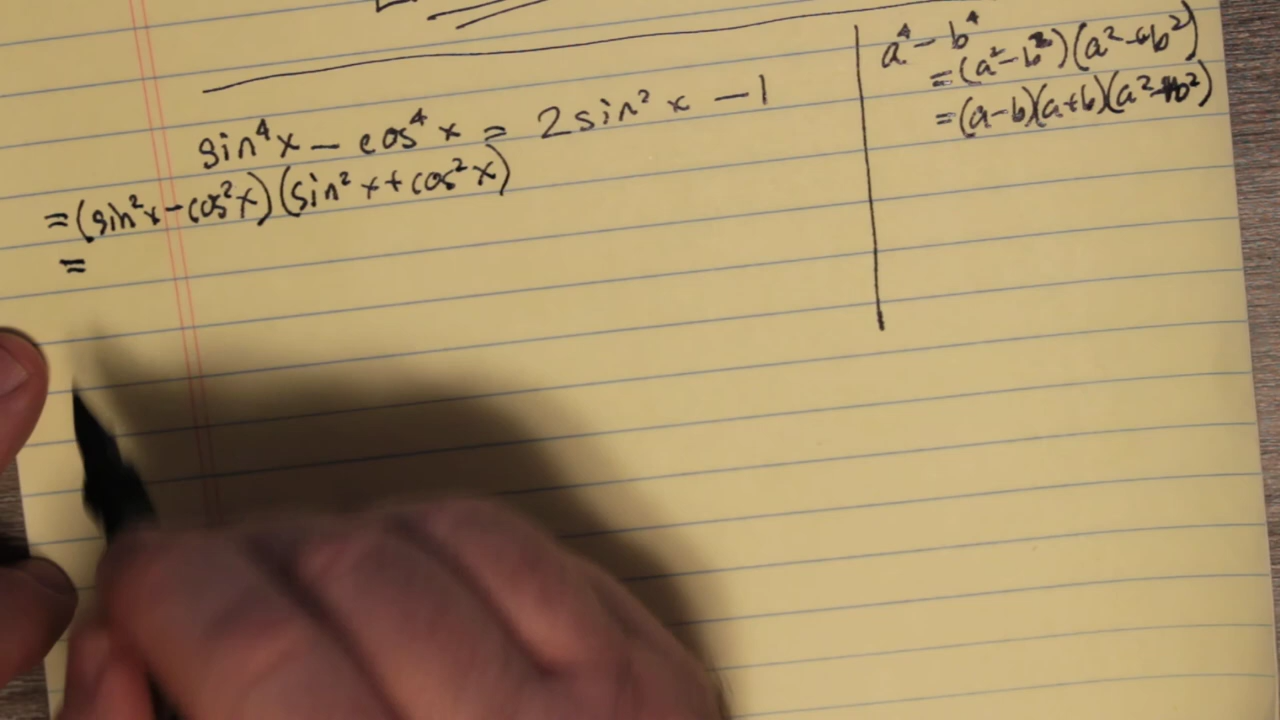 sin⁴x − cos⁴x = 2sin²x − 1
= (sin²x − cos²x)(sin²x + cos²x)
=
a⁴ − b⁴
= (a² − b²)(a² + b²)
= (a−b)(a+b)(a² + b²)